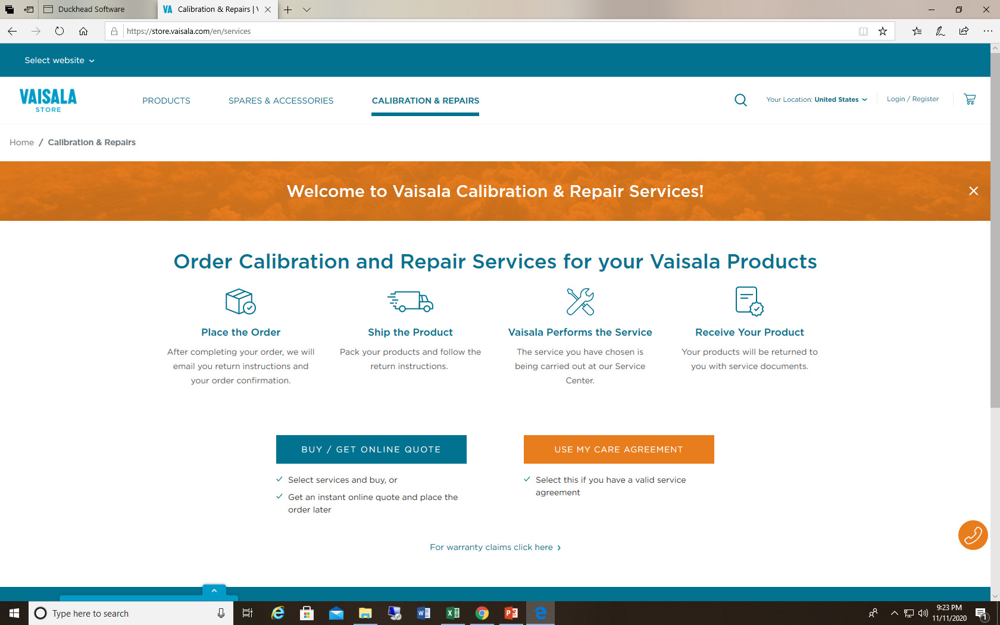 Duckhead Software
VA Calibration & Repairs | V
https://store.vaisala.com/en/services
Select website
VAISALA
STORE
PRODUCTS
SPARES & ACCESSORIES
CALIBRATION & REPAIRS
Your Location: United States
Login / Register
Home / Calibration & Repairs
Welcome to Vaisala Calibration & Repair Services!
Order Calibration and Repair Services for your Vaisala Products
Place the Order
After completing your order, we will
email you return instructions and
your order confirmation.
Ship the Product
Pack your products and follow the
return instructions.
Vaisala Performs the Service
The service you have chosen is
being carried out at our Service
Center.
Receive Your Product
Your products will be returned to
you with service documents.
BUY / GET ONLINE QUOTE
Select services and buy, or
Get an instant online quote and place the
order later
USE MY CARE AGREEMENT
Select this if you have a valid service
agreement
For warranty claims click here
Type here to search
9:23 PM
11/11/2020
1